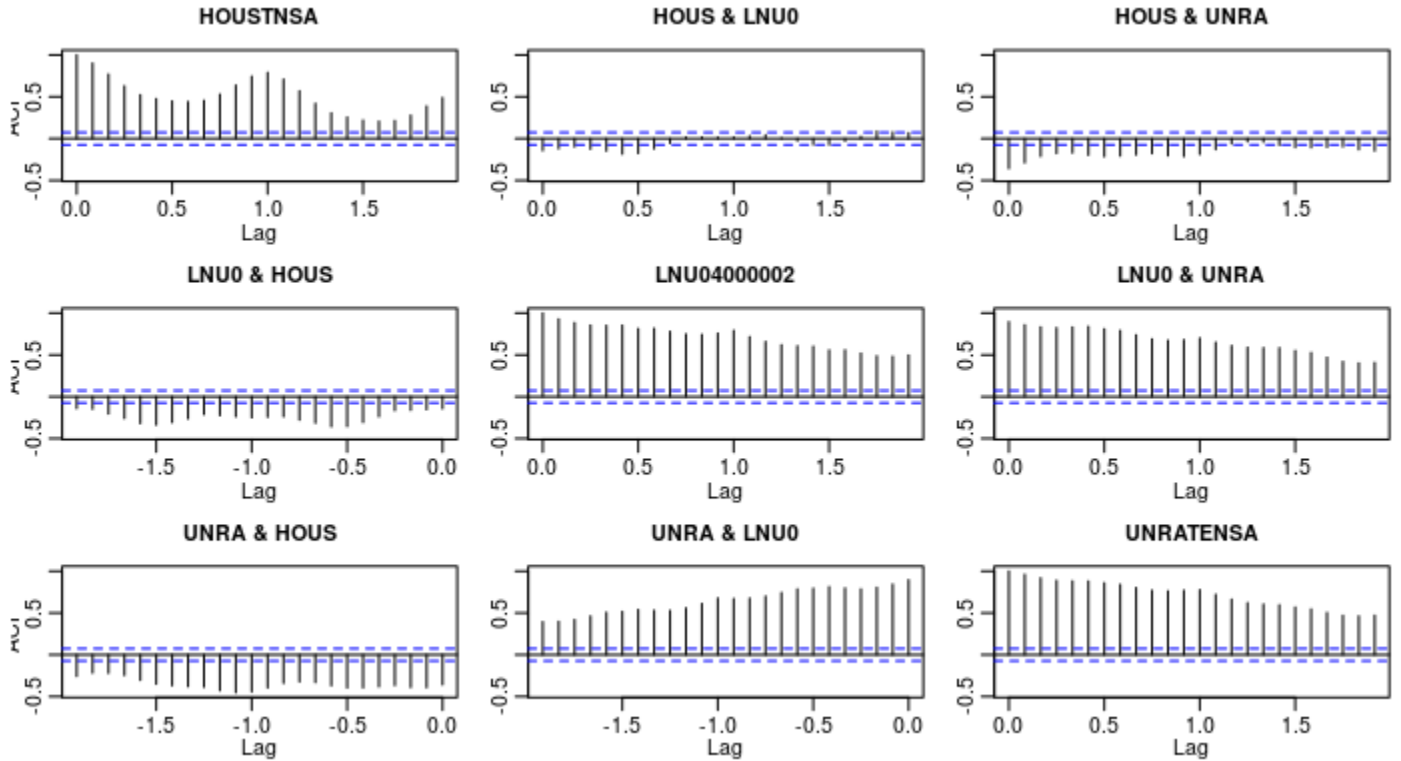 HOUSTNSA HOUS & LNU0 HOUS & UNRA
ACF 0.5 -0.5 0.5 -0.5 0.5 -0.5
0.0 0.5 1.0 1.5 0.0 0.5 1.0 1.5 0.0 0.5 1.0 1.5
Lag Lag Lag
LNU0 & HOUS LNU04000002 LNU0 & UNRA
ACF 0.5 -0.5 0.5 -0.5 0.5 -0.5
-1.5 -1.0 -0.5 0.0 0.0 0.5 1.0 1.5 0.0 0.5 1.0 1.5
Lag Lag Lag
UNRA & HOUS UNRA & LNU0 UNRATENSA
ACF 0.5 -0.5 0.5 -0.5 0.5 -0.5
-1.5 -1.0 -0.5 0.0 -1.5 -1.0 -0.5 0.0 0.0 0.5 1.0 1.5
Lag Lag Lag